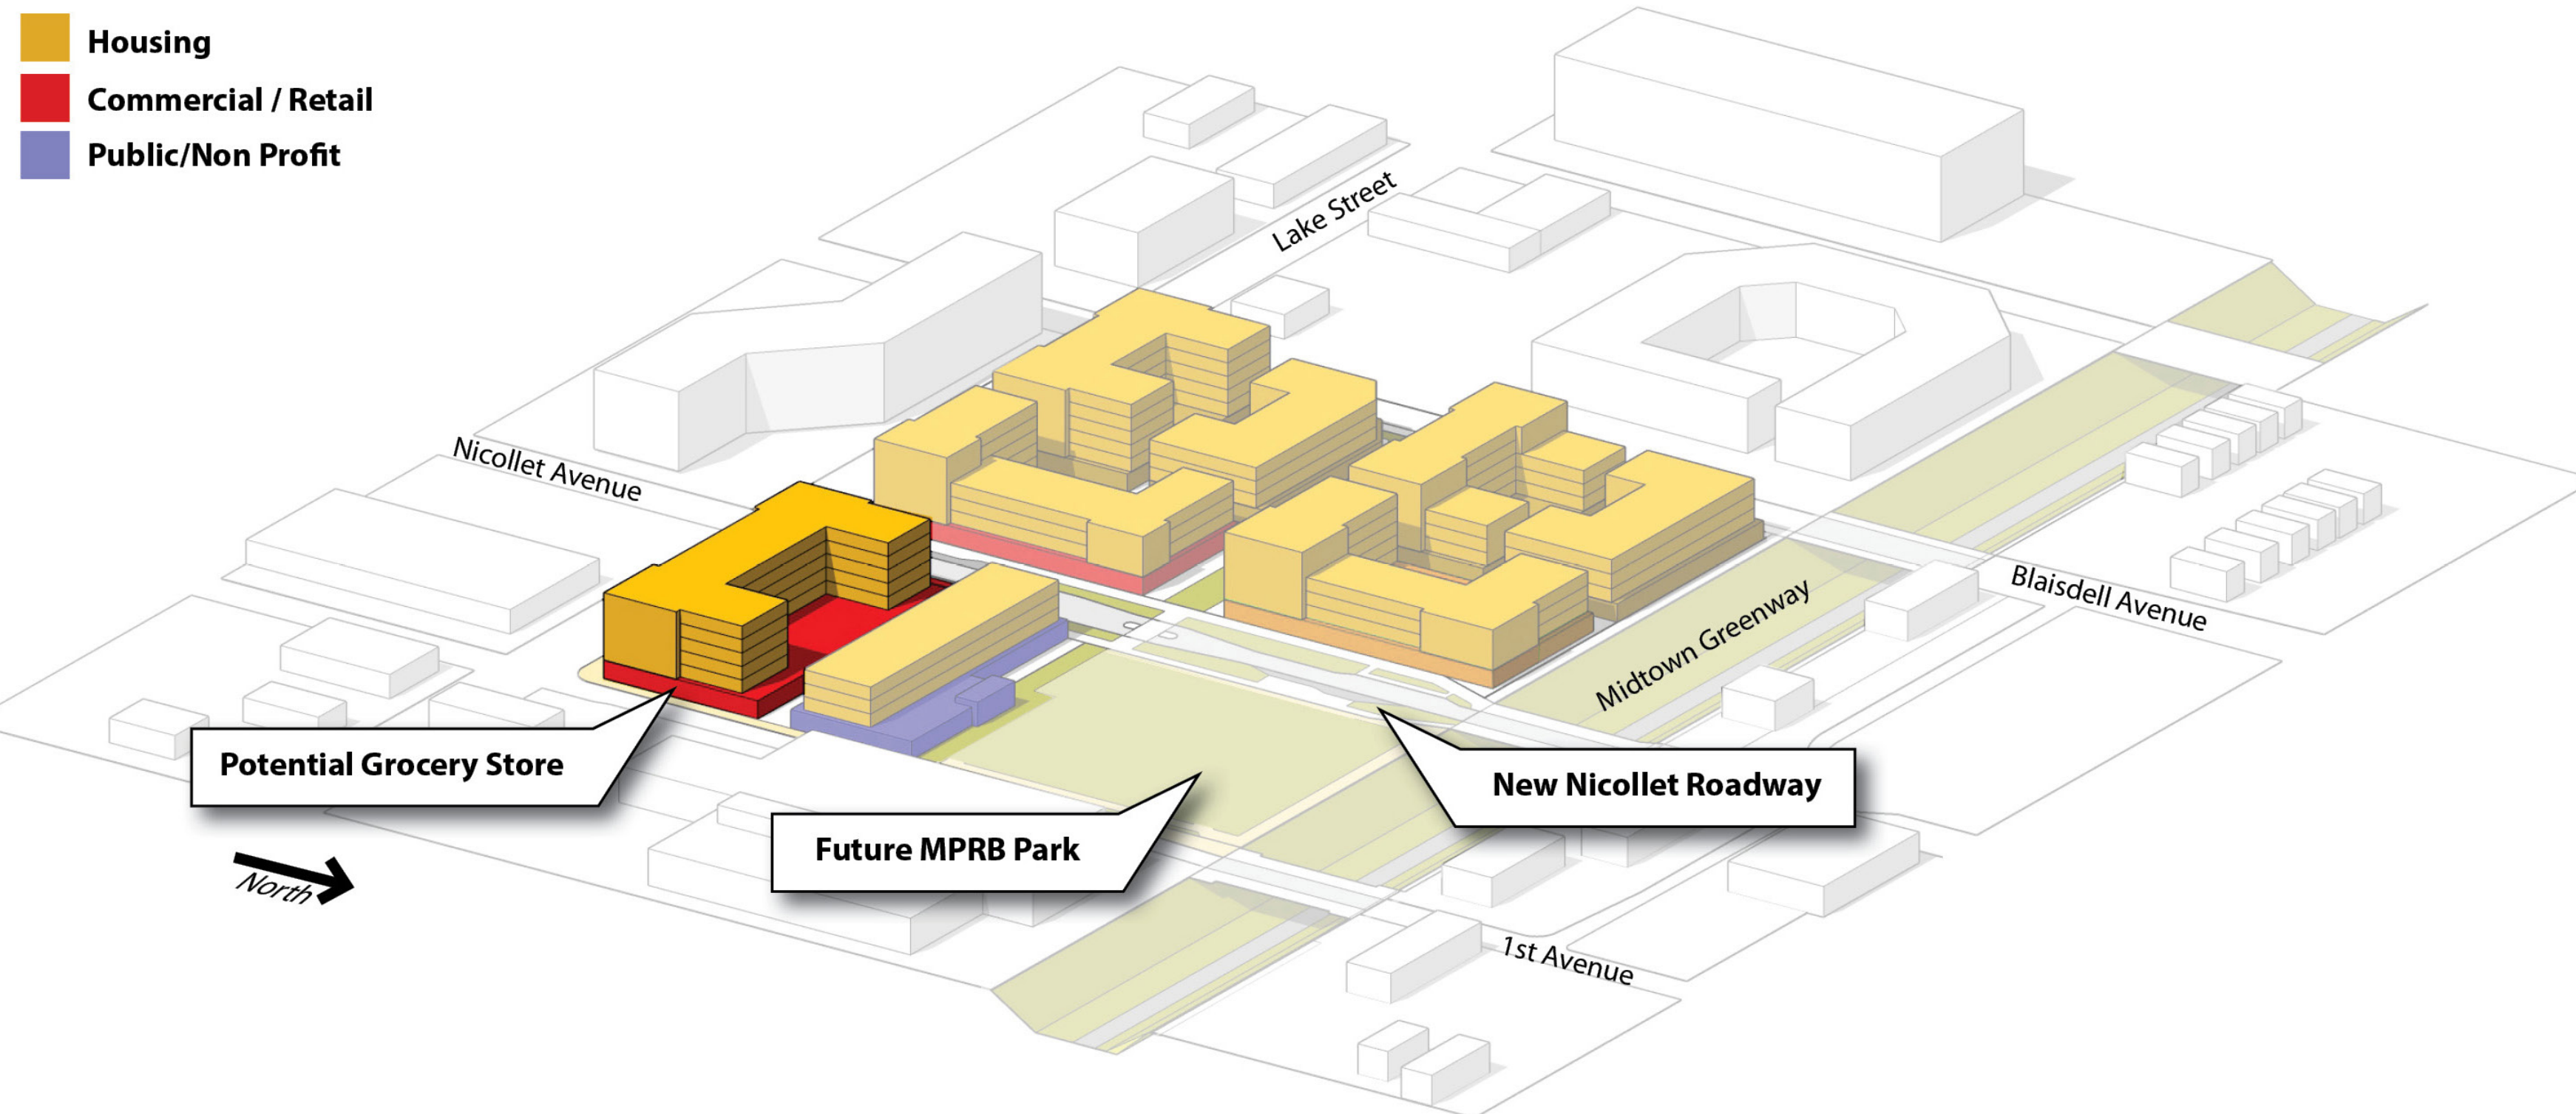 Housing
Commercial / Retail
Public/Non Profit
Lake Street
Nicollet Avenue
Blaisdell Avenue
Midtown Greenway
Potential Grocery Store
New Nicollet Roadway
Future MPRB Park
North
1st Avenue